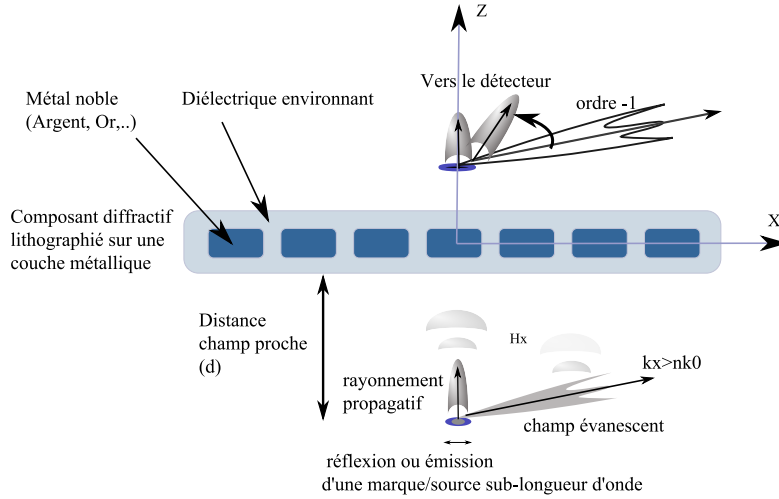 Z
Vers le détecteur
ordre -1
Métal noble
(Argent, Or,..)
Diélectrique environnant
X
Composant diffractif
lithographié sur une
couche métallique
Distance
champ proche
(d)
Hx
kx>nk0
rayonnement
propagatif
champ évanescent
réflexion ou émission
d'une marque/source sub-longueur d'onde